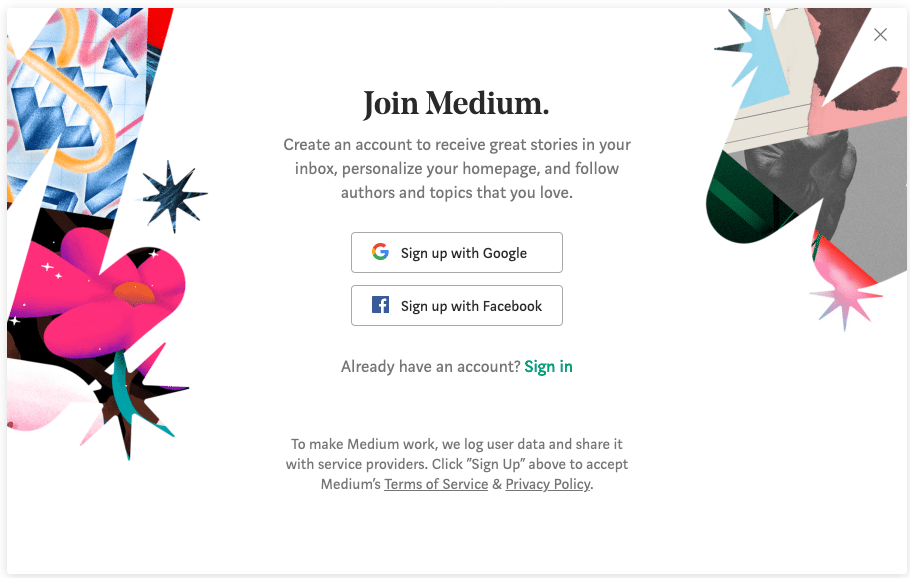 Join Medium.
Create an account to receive great stories in your
inbox, personalize your homepage, and follow
authors and topics that you love.
Sign up with Google
Sign up with Facebook
Already have an account? Sign in
To make Medium work, we log user data and share it
with service providers. Click “Sign Up” above to accept
Medium’s Terms of Service & Privacy Policy.